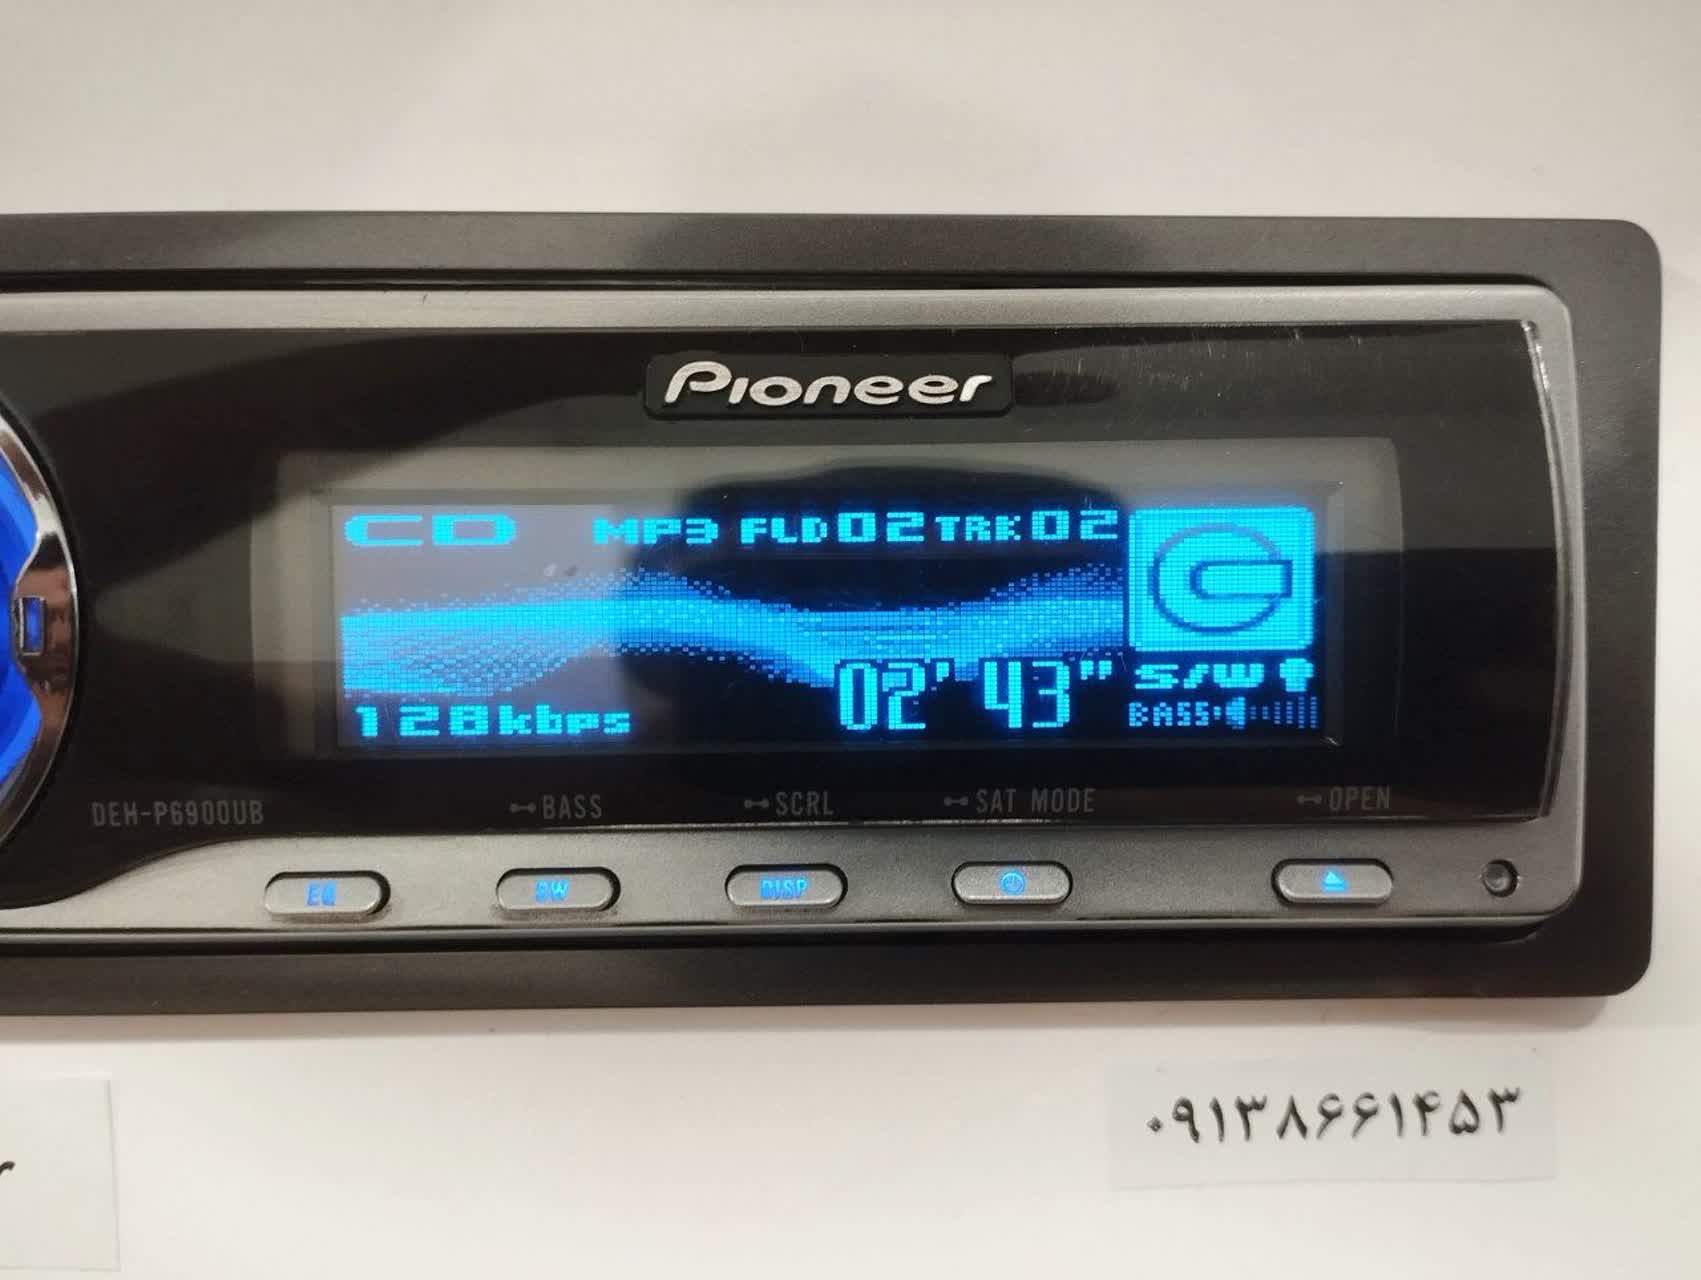 Pioneer
CD MP3 FLD02 TRK02
02' 43"
S/W
128kbps
BASS
DEH-P6900UB
BASS SCRL SAT MODE OPEN
EQ SW DISP
۰۹۱۳۸۶۶۱۴۵۳